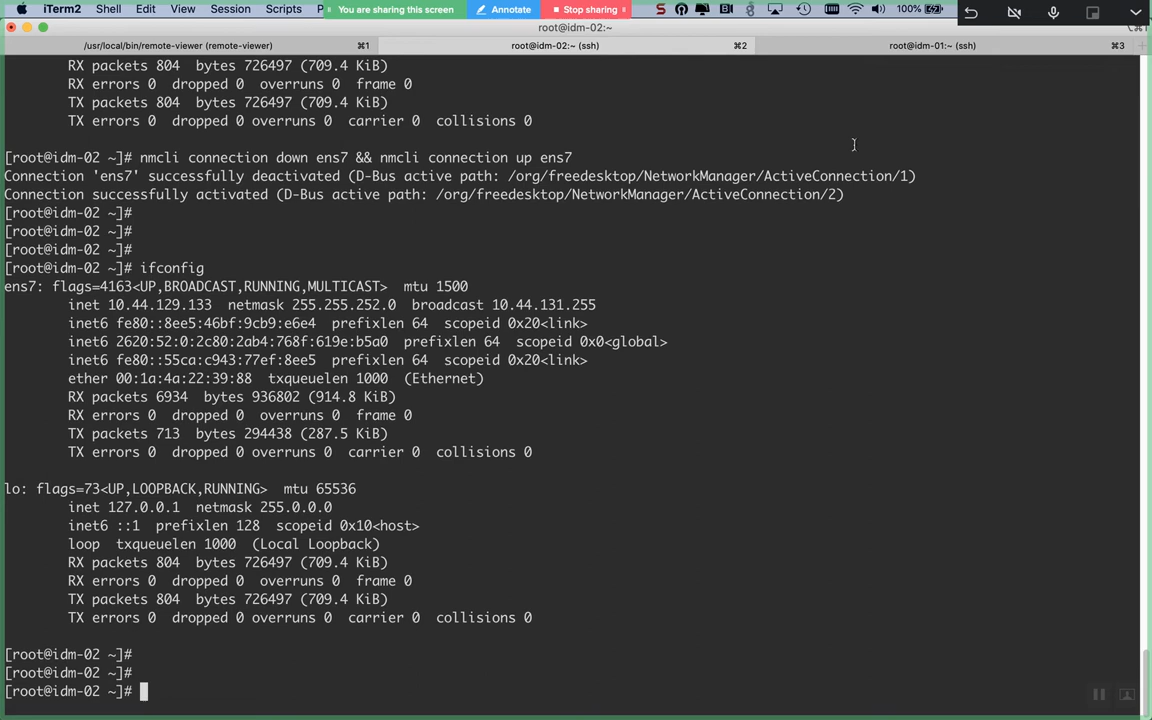 iTerm2 Shell Edit View Session Scripts P You are sharing this screen Annotate Stop sharing 100%
root@idm-02:~
/usr/local/bin/remote-viewer (remote-viewer) ⌘1 root@idm-02:~ (ssh) ⌘2 root@idm-01:~ (ssh) ⌘3
RX packets 804 bytes 726497 (709.4 KiB)
RX errors 0 dropped 0 overruns 0 frame 0
TX packets 804 bytes 726497 (709.4 KiB)
TX errors 0 dropped 0 overruns 0 carrier 0 collisions 0
[root@idm-02 ~]# nmcli connection down ens7 && nmcli connection up ens7
Connection 'ens7' successfully deactivated (D-Bus active path: /org/freedesktop/NetworkManager/ActiveConnection/1)
Connection successfully activated (D-Bus active path: /org/freedesktop/NetworkManager/ActiveConnection/2)
[root@idm-02 ~]#
[root@idm-02 ~]#
[root@idm-02 ~]#
[root@idm-02 ~]# ifconfig
ens7: flags=4163<UP,BROADCAST,RUNNING,MULTICAST> mtu 1500
inet 10.44.129.133 netmask 255.255.252.0 broadcast 10.44.131.255
inet6 fe80::8ee5:46bf:9cb9:e6e4 prefixlen 64 scopeid 0x20<link>
inet6 2620:52:0:2c80:2ab4:768f:619e:b5a0 prefixlen 64 scopeid 0x0<global>
inet6 fe80::55ca:c943:77ef:8ee5 prefixlen 64 scopeid 0x20<link>
ether 00:1a:4a:22:39:88 txqueuelen 1000 (Ethernet)
RX packets 6934 bytes 936802 (914.8 KiB)
RX errors 0 dropped 0 overruns 0 frame 0
TX packets 713 bytes 294438 (287.5 KiB)
TX errors 0 dropped 0 overruns 0 carrier 0 collisions 0
lo: flags=73<UP,LOOPBACK,RUNNING> mtu 65536
inet 127.0.0.1 netmask 255.0.0.0
inet6 ::1 prefixlen 128 scopeid 0x10<host>
loop txqueuelen 1000 (Local Loopback)
RX packets 804 bytes 726497 (709.4 KiB)
RX errors 0 dropped 0 overruns 0 frame 0
TX packets 804 bytes 726497 (709.4 KiB)
TX errors 0 dropped 0 overruns 0 carrier 0 collisions 0
[root@idm-02 ~]#
[root@idm-02 ~]#
[root@idm-02 ~]#